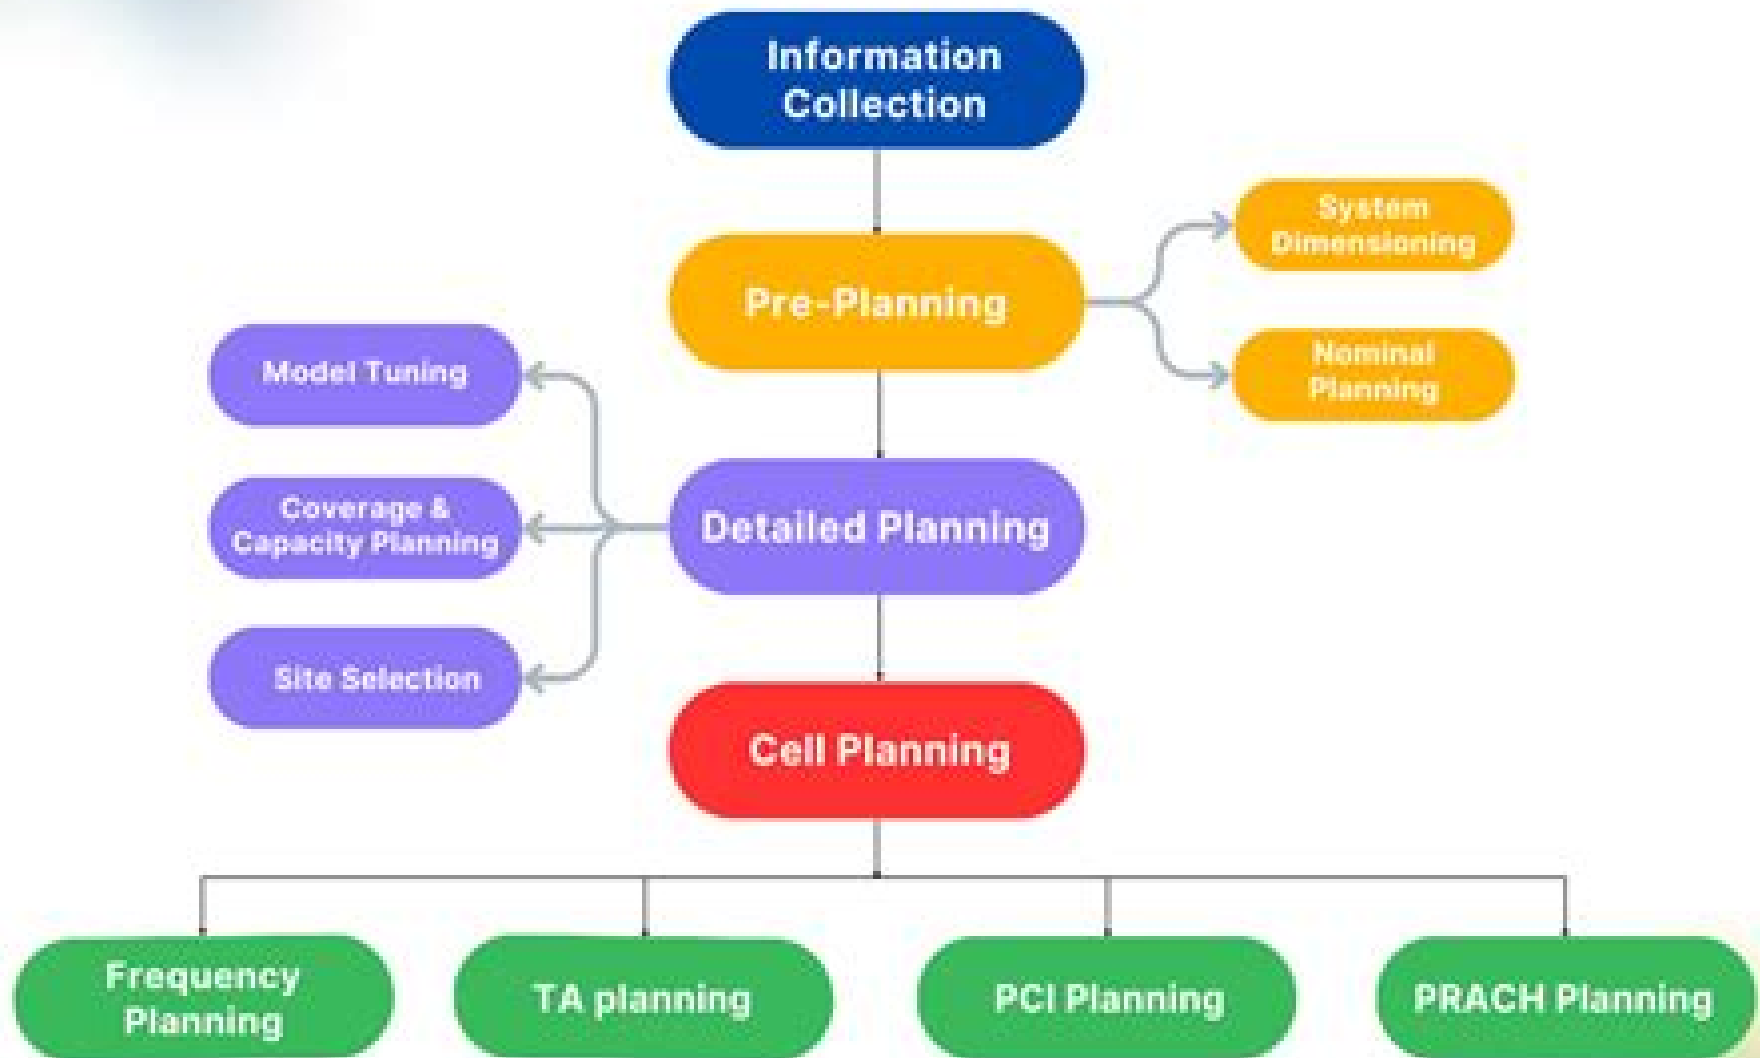 Information
Collection
System
Dimensioning
Pre-Planning
Nominal
Planning
Model Tuning
Coverage &
Capacity Planning
Detailed Planning
Site Selection
Cell Planning
Frequency
Planning
TA planning
PCI Planning
PRACH Planning